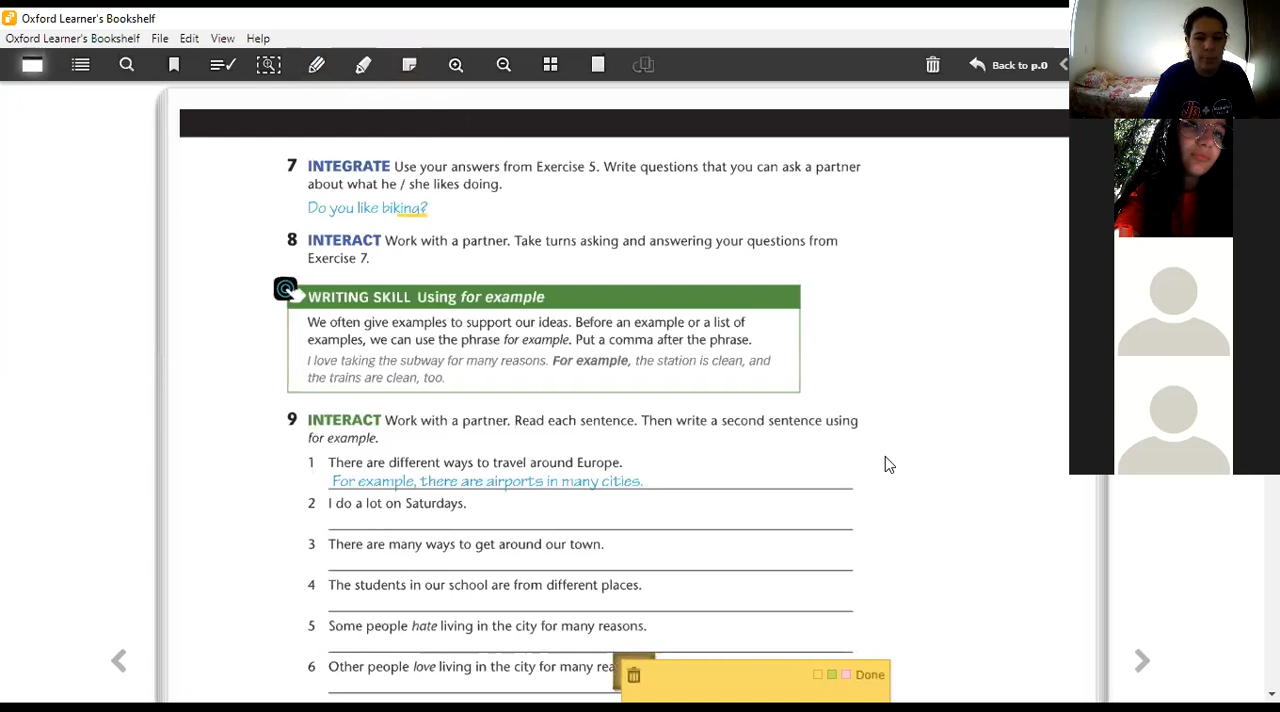 Oxford Learner's Bookshelf
Oxford Learner's Bookshelf File Edit View Help
Back to p.0
7 INTEGRATE Use your answers from Exercise 5. Write questions that you can ask a partner
about what he / she likes doing.
Do you like biking?
8 INTERACT Work with a partner. Take turns asking and answering your questions from
Exercise 7.
WRITING SKILL Using for example
We often give examples to support our ideas. Before an example or a list of
examples, we can use the phrase for example. Put a comma after the phrase.
I love taking the subway for many reasons. For example, the station is clean, and
the trains are clean, too.
9 INTERACT Work with a partner. Read each sentence. Then write a second sentence using
for example.
1 There are different ways to travel around Europe.
For example, there are airports in many cities.
2 I do a lot on Saturdays.
3 There are many ways to get around our town.
4 The students in our school are from different places.
5 Some people hate living in the city for many reasons.
6 Other people love living in the city for many
Done